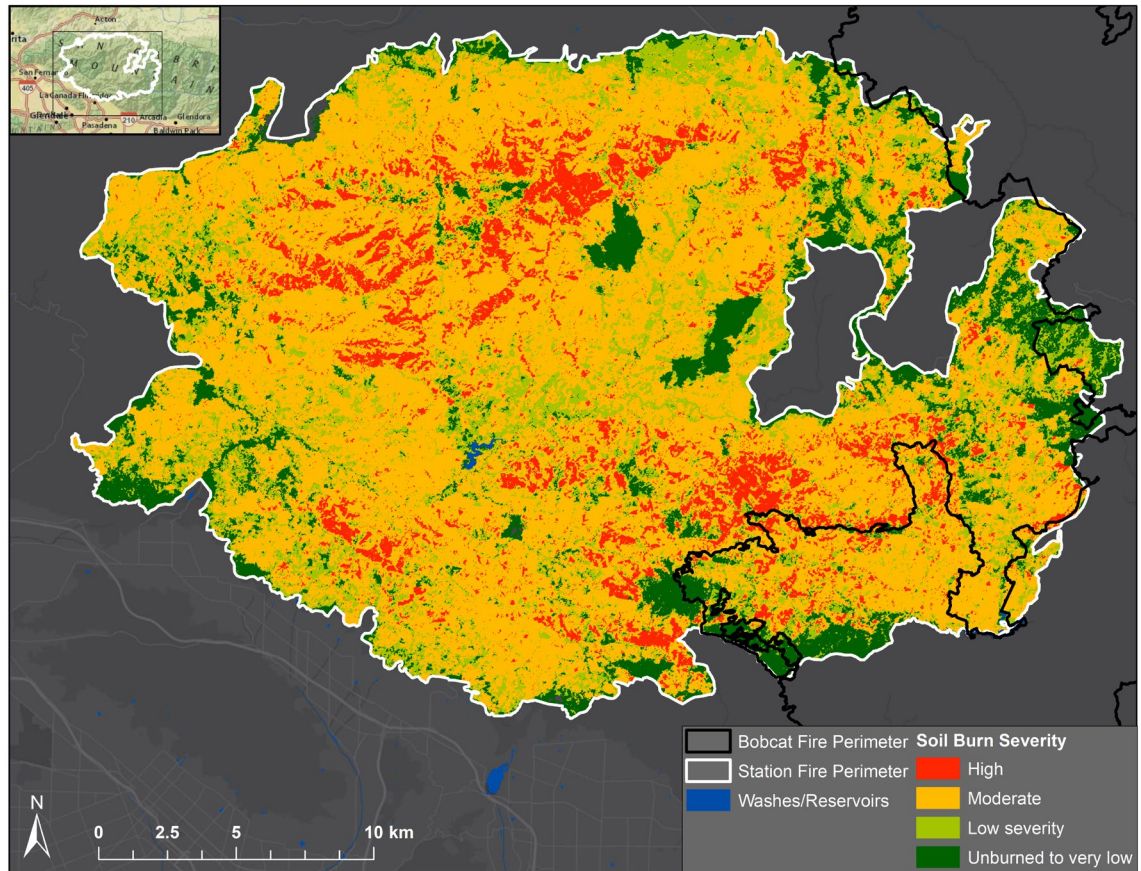 Acton
rita
S
N
G
A
B
R
I
M
O
U
N
A
I
N
San Fernando
405
La Canada Fl
Glendale
Pasadena
210
Arcadia
Glendora
Baldwin Park
N
0 2.5 5 10 km
Bobcat Fire Perimeter
Station Fire Perimeter
Washes/Reservoirs
Soil Burn Severity
High
Moderate
Low severity
Unburned to very low